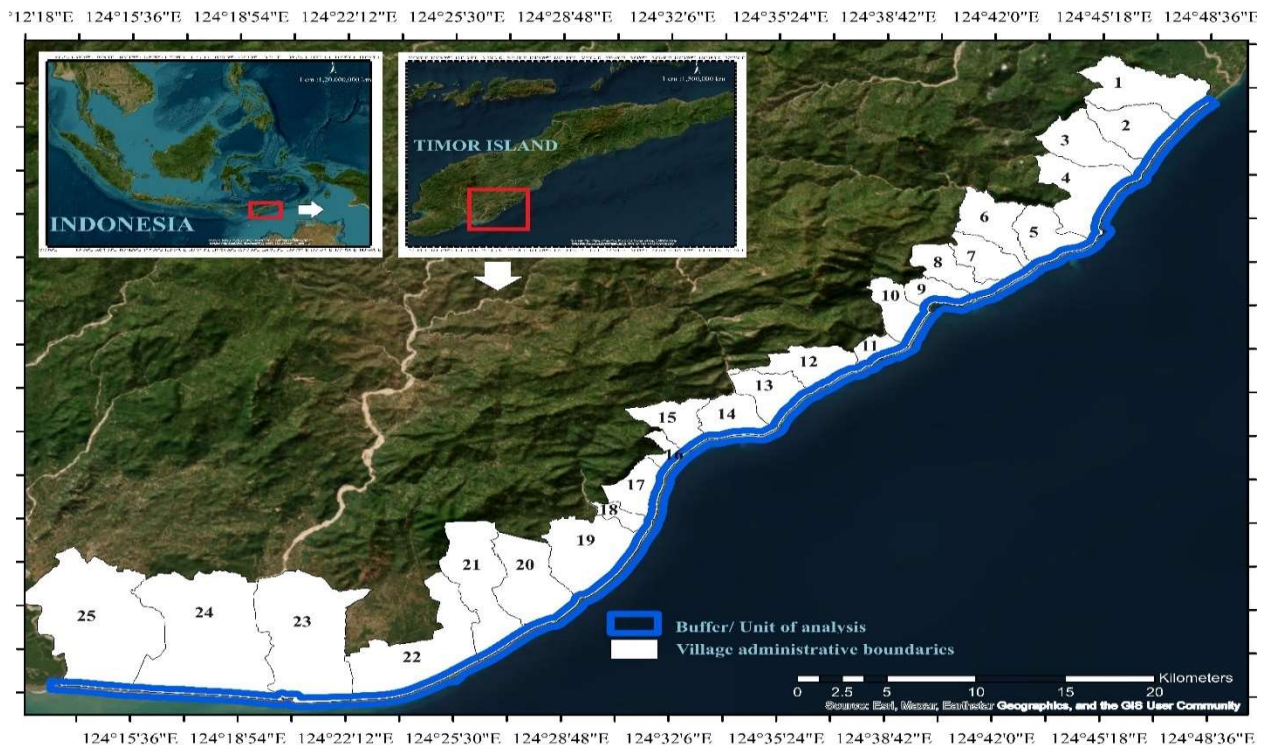 °12'18"E 124°15'36"E 124°18'54"E 124°22'12"E 124°25'30"E 124°28'48"E 124°32'6"E 124°35'24"E 124°38'42"E 124°42'0"E 124°45'18"E 124°48'36"E
INDONESIA
TIMOR ISLAND
1
2
3
4
6
5
7
8
9
10
11
12
13
14
15
16
17
18
19
20
21
22
23
24
25
Buffer/ Unit of analysis
Village administrative boundaries
Kilometers
0 2.5 5 10 15 20
Source: Esri, Maxar, Earthstar Geographics, and the GIS User Community
124°15'36"E 124°18'54"E 124°22'12"E 124°25'30"E 124°28'48"E 124°32'6"E 124°35'24"E 124°38'42"E 124°42'0"E 124°45'18"E 124°48'36"E